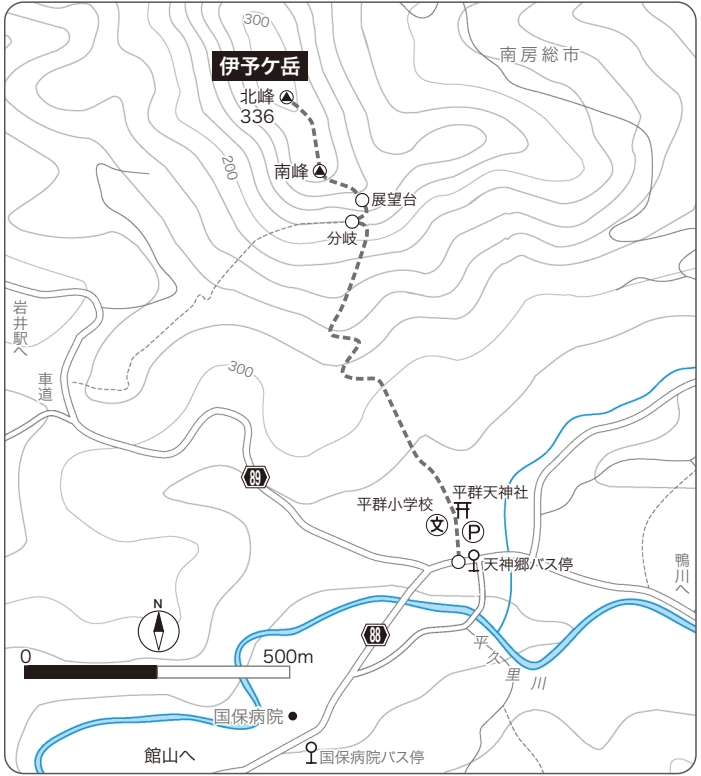 300
南房総市
伊予ケ岳
北峰
336
200
南峰
展望台
分岐
岩井駅へ
車道
300
89
平群天神社
平群小学校
文
P
天神郷バス停
鴨川へ
N
88
0
500m
平久里川
国保病院
館山へ
国保病院バス停